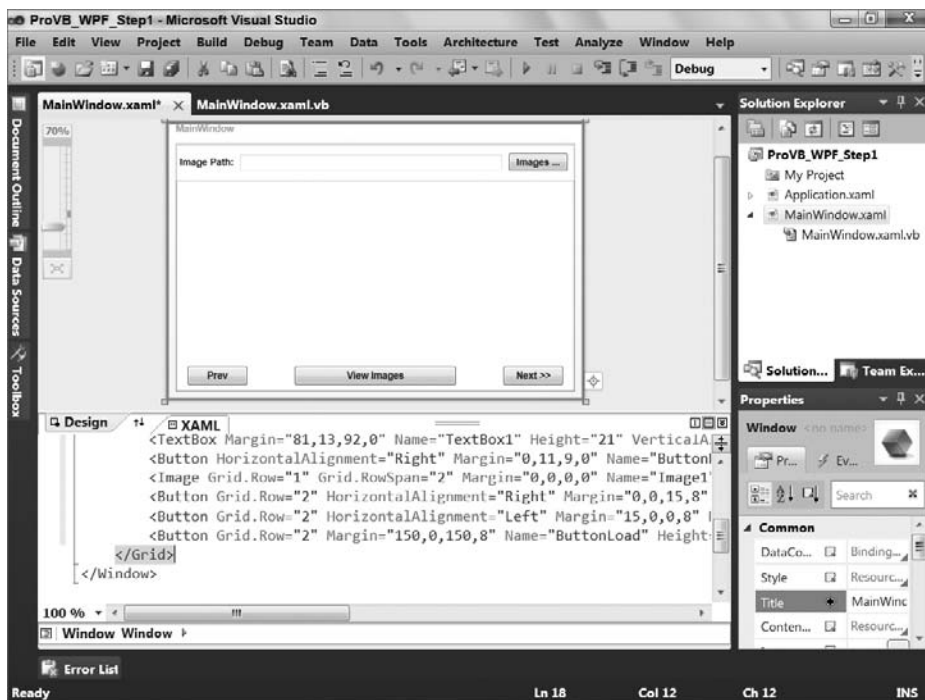 ProVB_WPF_Step1 - Microsoft Visual Studio
File Edit View Project Build Debug Team Data Tools Architecture Test Analyze Window Help
Debug
MainWindow.xaml* MainWindow.xaml.vb
Document Outline
Data Sources
Toolbox
70%
MainWindow
Image Path: Images ...
Prev View Images Next >>
Design XAML
<TextBox Margin="81,13,92,0" Name="TextBox1" Height="21" VerticalA
<Button HorizontalAlignment="Right" Margin="0,11,9,0" Name="Button
<Image Grid.Row="1" Grid.RowSpan="2" Margin="0,0,0,0" Name="Image1"
<Button Grid.Row="2" HorizontalAlignment="Right" Margin="0,0,15,8"
<Button Grid.Row="2" HorizontalAlignment="Left" Margin="15,0,0,8"
<Button Grid.Row="2" Margin="150,0,150,8" Name="ButtonLoad" Height
</Grid>
</Window>
100 %
Window Window
Error List
Ready Ln 18 Col 12 Ch 12 INS
Solution Explorer
ProVB_WPF_Step1
My Project
Application.xaml
MainWindow.xaml
MainWindow.xaml.vb
Solution... Team Ex...
Properties
Window <no name>
Pr... Ev...
Search
Common
DataCo... Binding...
Style Resourc...
Title MainWinc
Conten... Resourc...